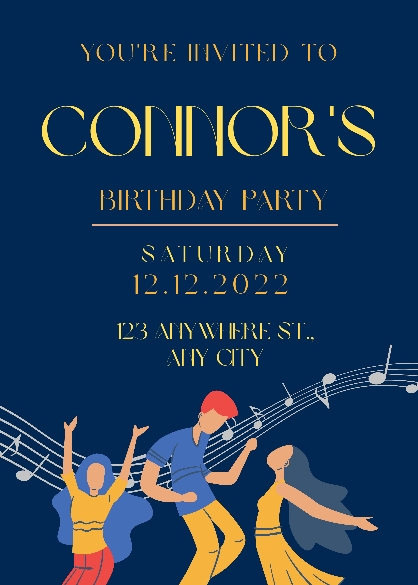 YOU'RE INVITED TO
CONNOR'S
BIRTHDAY PARTY
SATURDAY
12.12.2022
123 ANYWHERE ST.,
ANY CITY